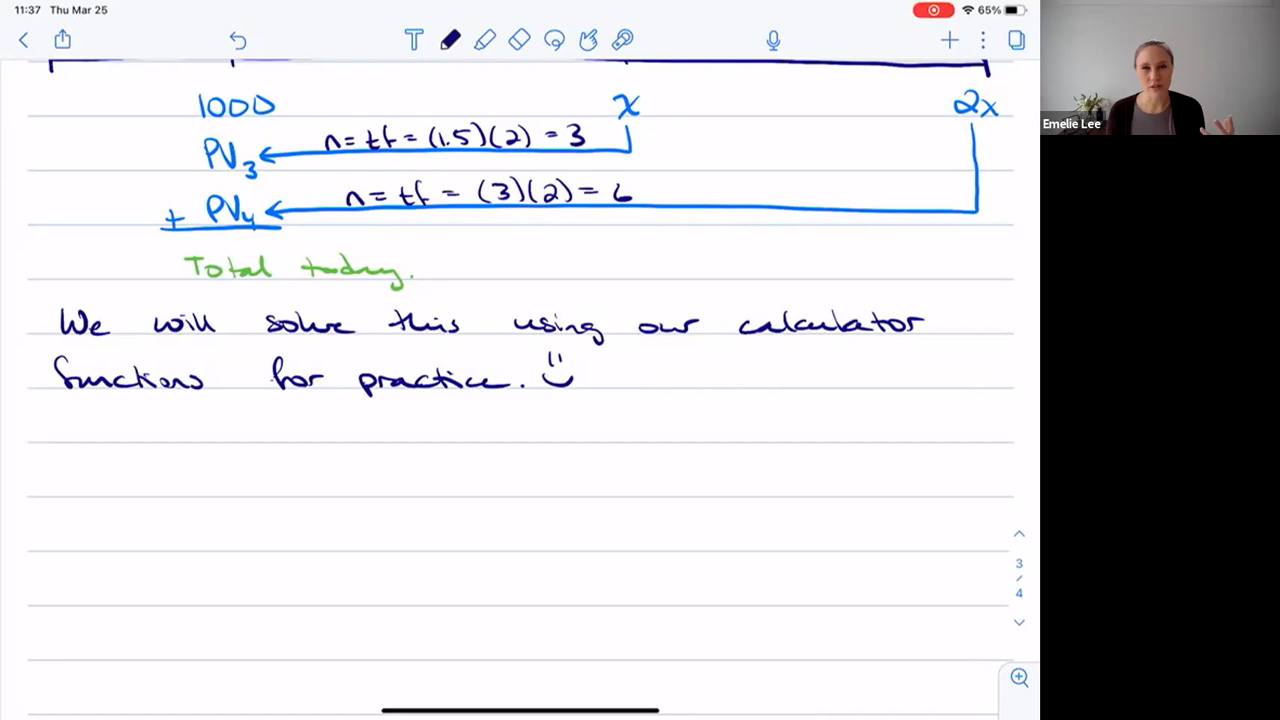 11:37 Thu Mar 25
65%
T
Emelie Lee
1000 x 2x
PV3 n = tf = (1.5)(2) = 3
+ PV4 n = tf = (3)(2) = 6
Total today.
We will solve this using our calculator
functions for practice.
3
/
4